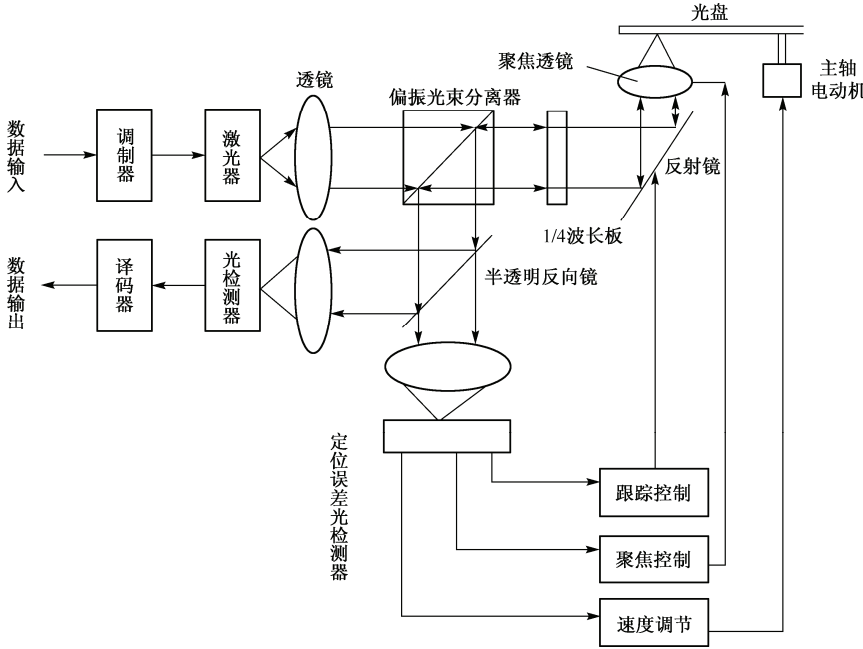 光盘
聚焦透镜
主轴
电动机
透镜
偏振光束分离器
数据输入
调制器
激光器
反射镜
1/4波长板
数据输出
译码器
光检测器
半透明反向镜
定位误差光检测器
跟踪控制
聚焦控制
速度调节